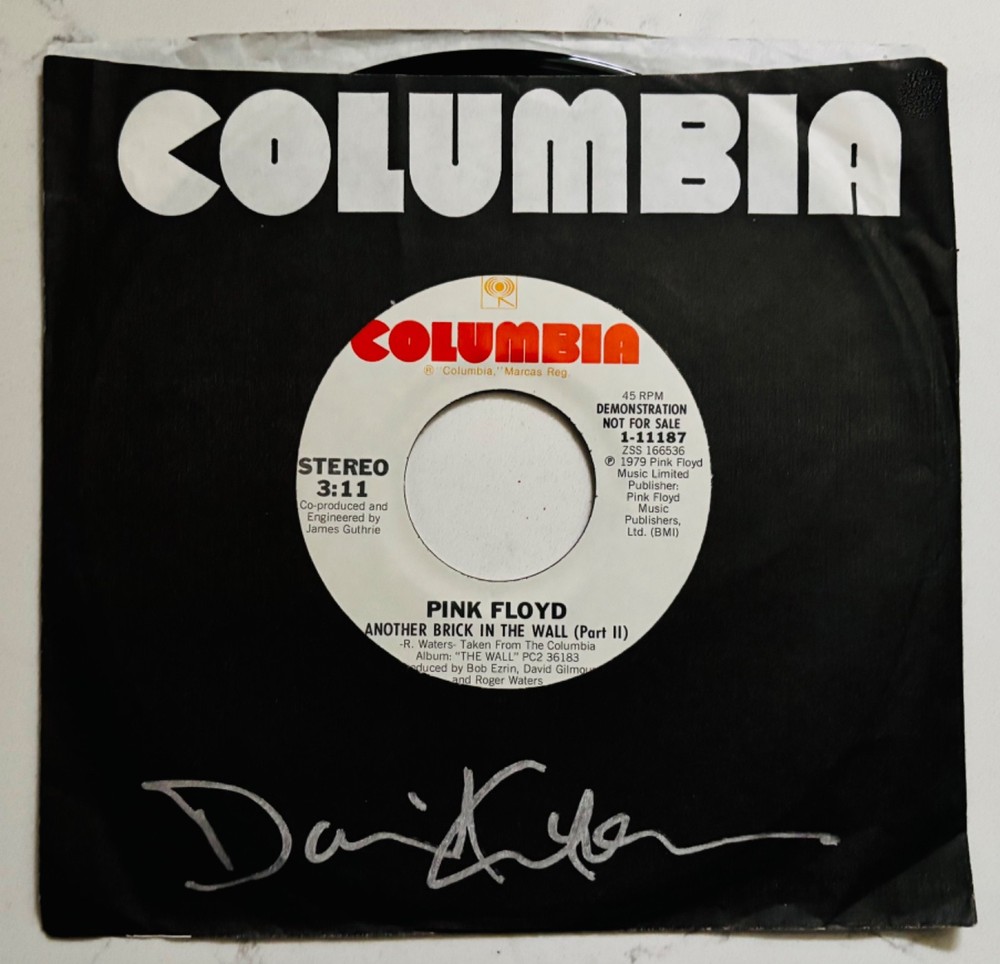 COLUMBIA
COLUMBIA
® "Columbia," Marcas Reg.
45 RPM
DEMONSTRATION
NOT FOR SALE
1-11187
ZSS 166536
℗ 1979 Pink Floyd
Music Limited
Publisher:
Pink Floyd
Music
Publishers,
Ltd. (BMI)
STEREO
3:11
Co-produced and
Engineered by
James Guthrie
PINK FLOYD
ANOTHER BRICK IN THE WALL (Part II)
-R. Waters- Taken From The Columbia
Album: "THE WALL" PC2 36183
duced by Bob Ezrin, David Gilmou
and Roger Waters